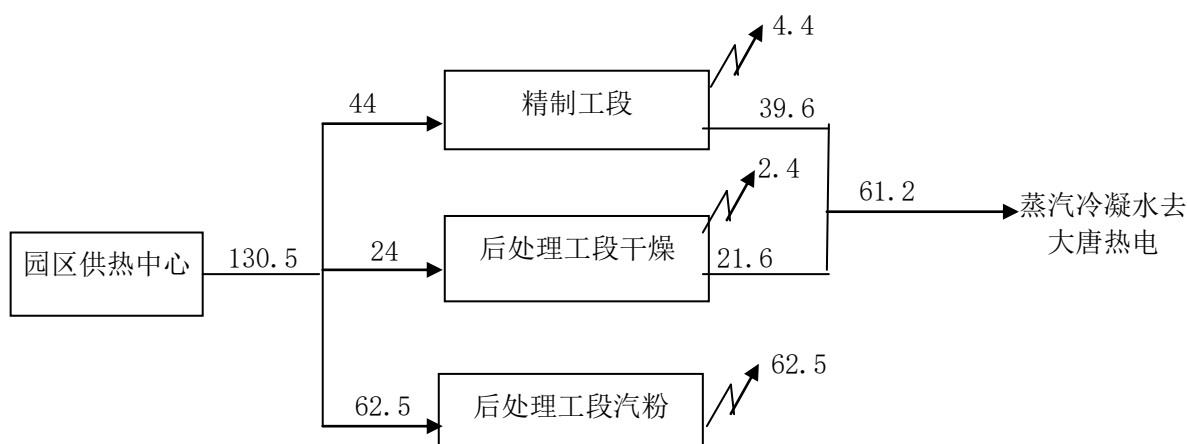 4.4
44
精制工段
39.6
2.4
61.2
蒸汽冷凝水去
大唐热电
园区供热中心
130.5
24
后处理工段干燥
21.6
62.5
62.5
后处理工段汽粉